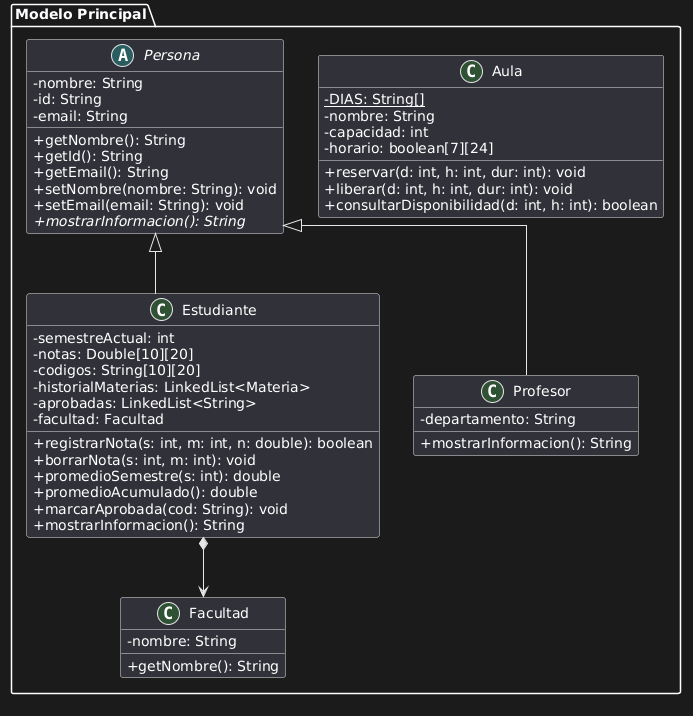 Modelo Principal
A Persona
-nombre: String
-id: String
-email: String
+getNombre(): String
+getId(): String
+getEmail(): String
+setNombre(nombre: String): void
+setEmail(email: String): void
+mostrarInformacion(): String
C Aula
-DIAS: String[]
-nombre: String
-capacidad: int
-horario: boolean[7][24]
+reservar(d: int, h: int, dur: int): void
+liberar(d: int, h: int, dur: int): void
+consultarDisponibilidad(d: int, h: int): boolean
C Estudiante
-semestreActual: int
-notas: Double[10][20]
-codigos: String[10][20]
-historialMaterias: LinkedList<Materia>
-aprobadas: LinkedList<String>
-facultad: Facultad
+registrarNota(s: int, m: int, n: double): boolean
+borrarNota(s: int, m: int): void
+promedioSemestre(s: int): double
+promedioAcumulado(): double
+marcarAprobada(cod: String): void
+mostrarInformacion(): String
C Profesor
-departamento: String
+mostrarInformacion(): String
C Facultad
-nombre: String
+getNombre(): String